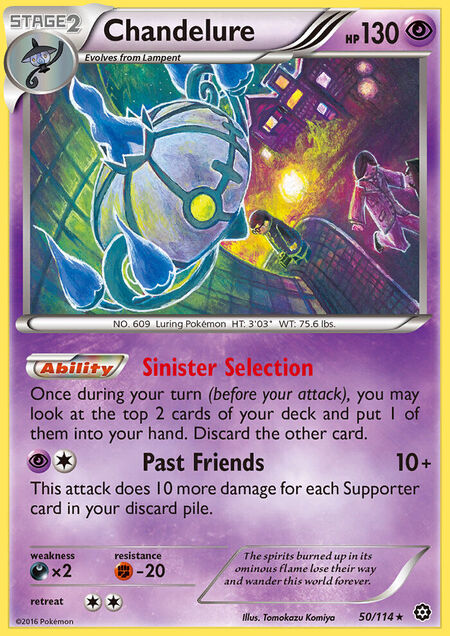 STAGE2
Chandelure
HP 130
Evolves from Lampent
NO. 609 Luring Pokémon HT: 3'03" WT: 75.6 lbs.
Ability Sinister Selection
Once during your turn (before your attack), you may
look at the top 2 cards of your deck and put 1 of
them into your hand. Discard the other card.
Past Friends 10+
This attack does 10 more damage for each Supporter
card in your discard pile.
weakness resistance
×2 -20
retreat
The spirits burned up in its
ominous flame lose their way
and wander this world forever.
©2016 Pokémon
Illus. Tomokazu Komiya
50/114★